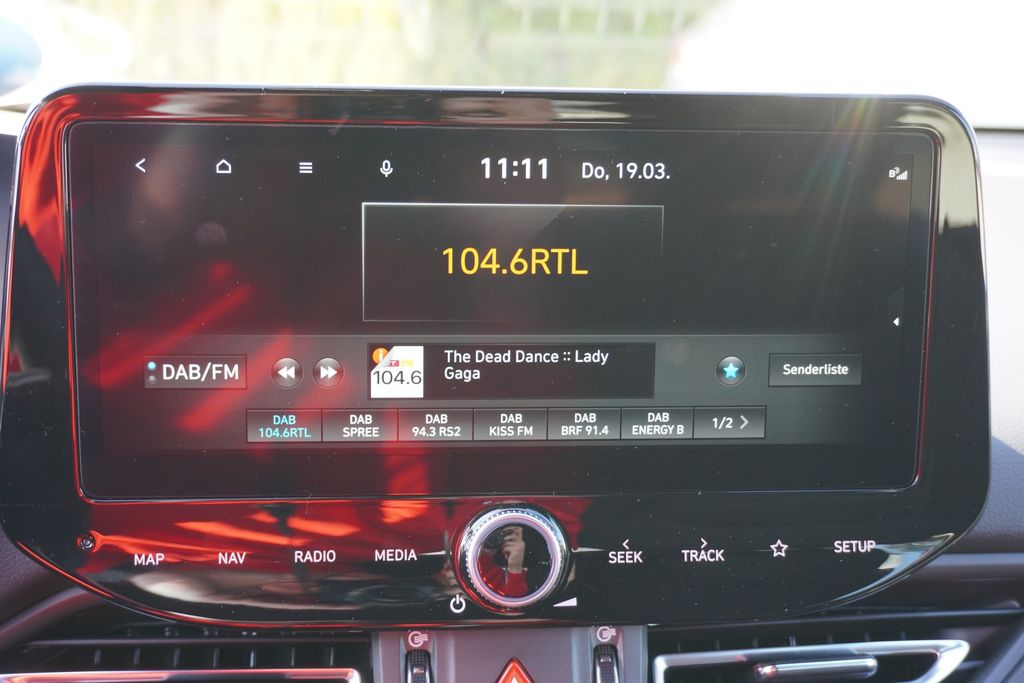 11:11 Do, 19.03.
104.6RTL
DAB/FM
104.6
The Dead Dance :: Lady
Gaga
Senderliste
DAB
104.6RTL
DAB
SPREE
DAB
94.3 RS2
DAB
KISS FM
DAB
BRF 91.4
DAB
ENERGY B
1/2
MAP NAV RADIO MEDIA SEEK TRACK SETUP